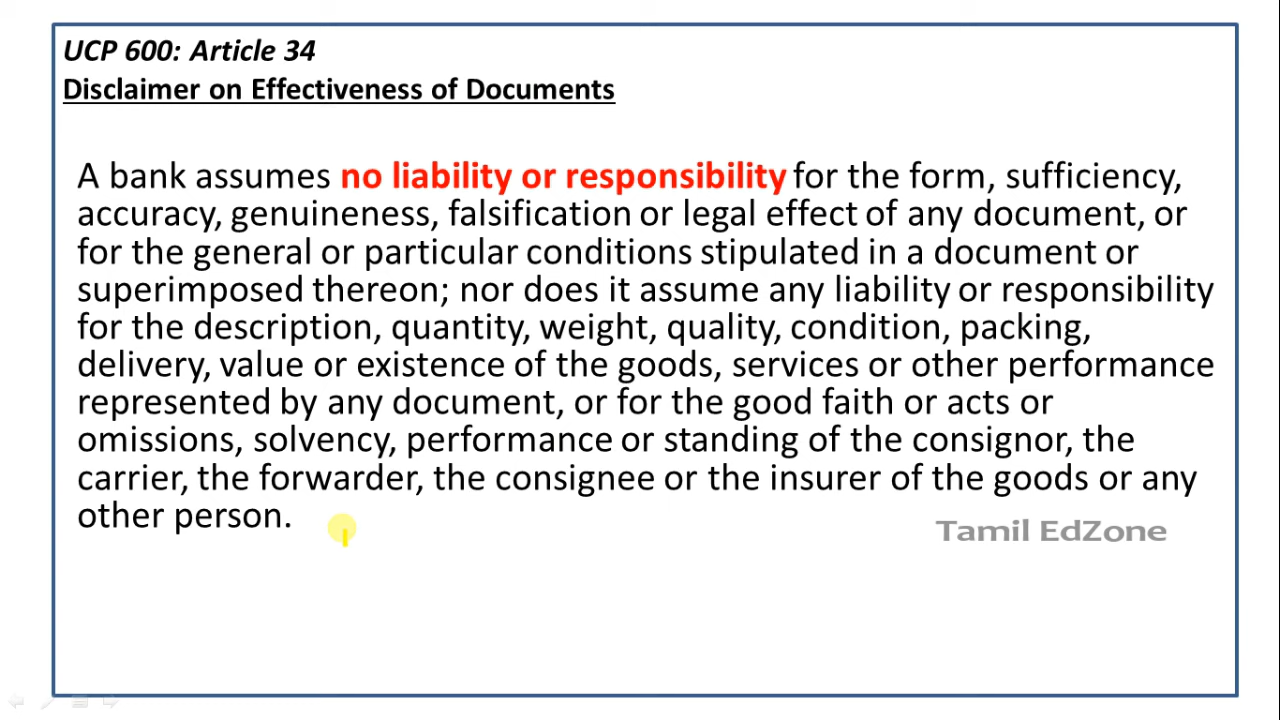 UCP 600: Article 34
Disclaimer on Effectiveness of Documents
A bank assumes no liability or responsibility for the form, sufficiency,
accuracy, genuineness, falsification or legal effect of any document, or
for the general or particular conditions stipulated in a document or
superimposed thereon; nor does it assume any liability or responsibility
for the description, quantity, weight, quality, condition, packing,
delivery, value or existence of the goods, services or other performance
represented by any document, or for the good faith or acts or
omissions, solvency, performance or standing of the consignor, the
carrier, the forwarder, the consignee or the insurer of the goods or any
other person.
Tamil EdZone